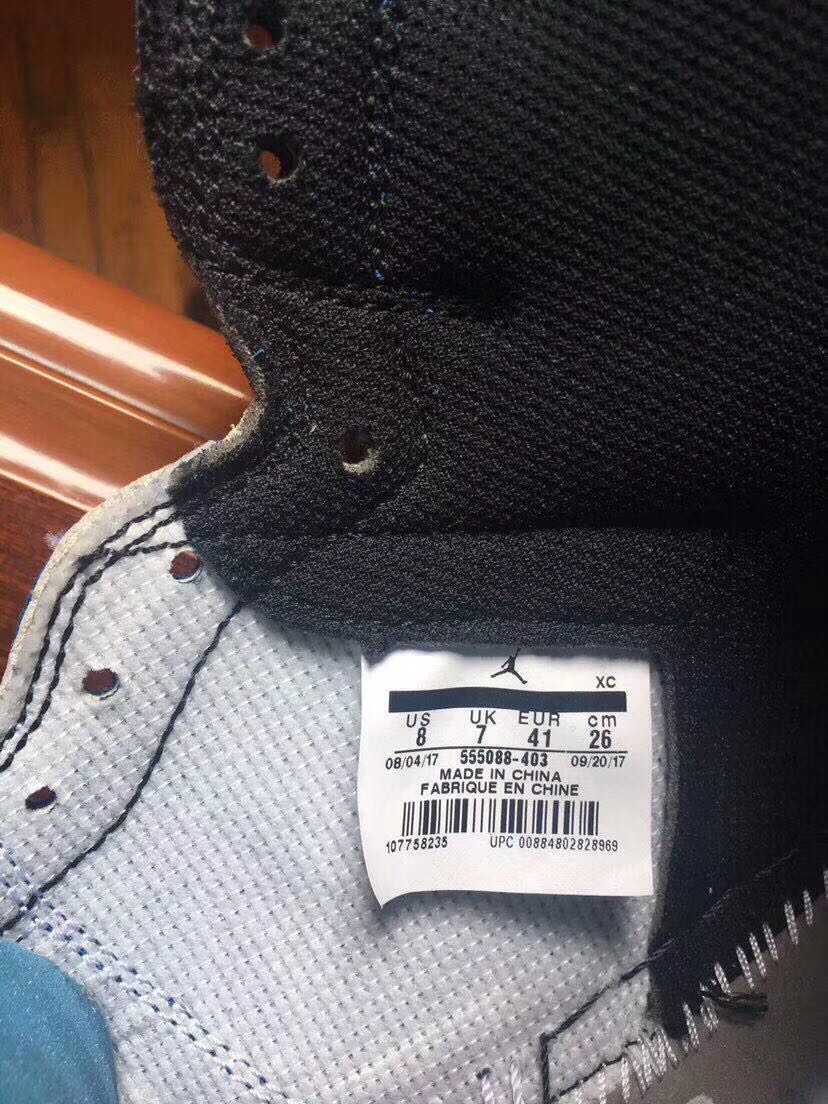 XC
US UK EUR cm
8 7 41 26
08/04/17 555088-403 09/20/17
MADE IN CHINA
FABRIQUE EN CHINE
107758235 UPC 00884802828969